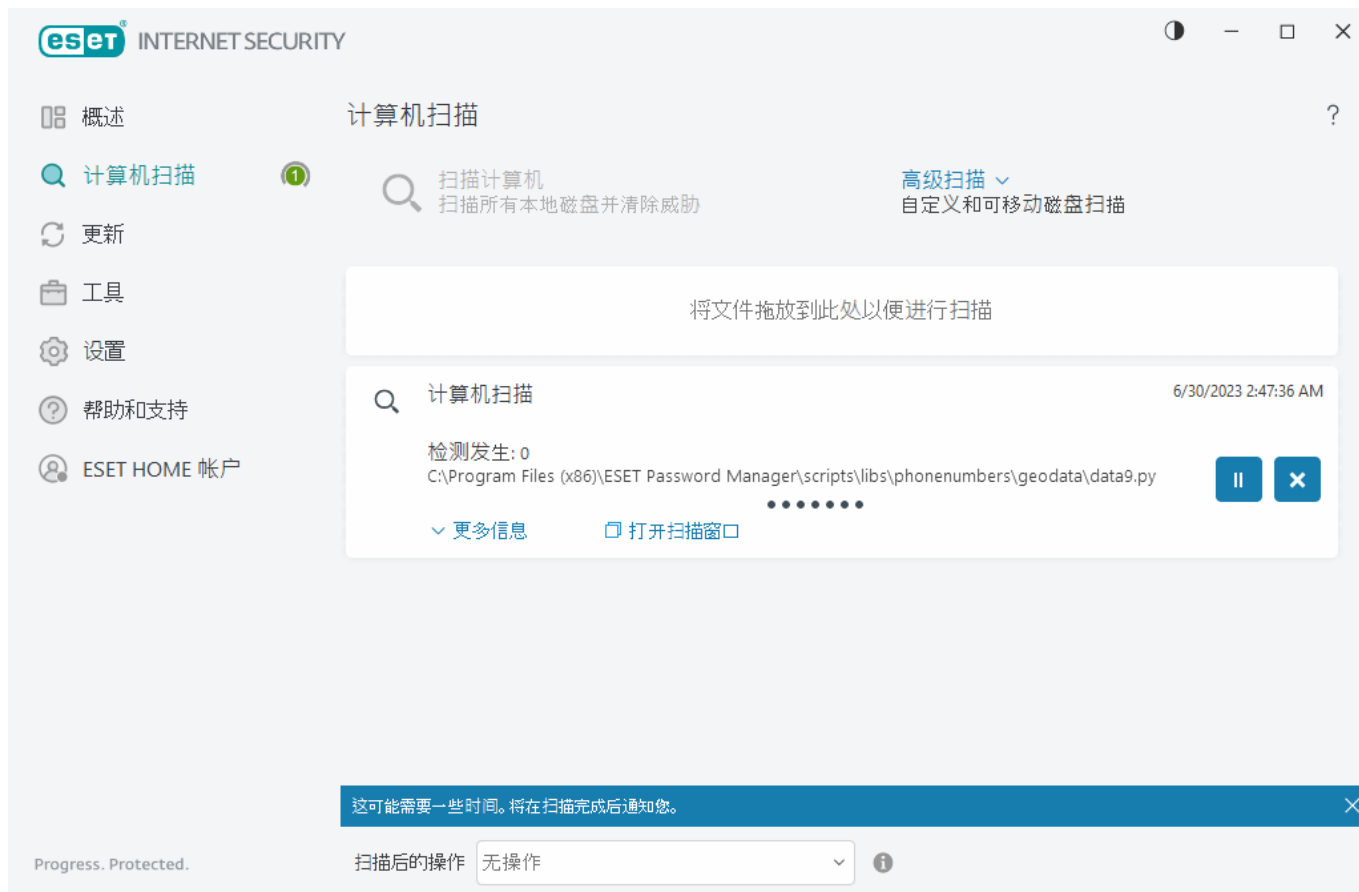 eset® INTERNET SECURITY
概述
计算机扫描
1
更新
工具
设置
帮助和支持
ESET HOME 帐户
Progress. Protected.
计算机扫描
?
扫描计算机
扫描所有本地磁盘并清除威胁
高级扫描
自定义和可移动磁盘扫描
将文件拖放到此处以便进行扫描
计算机扫描
6/30/2023 2:47:36 AM
检测发生: 0
C:\Program Files (x86)\ESET Password Manager\scripts\libs\phonenumbers\geodata\data9.py
更多信息
打开扫描窗口
这可能需要一些时间。将在扫描完成后通知您。
扫描后的操作 无操作